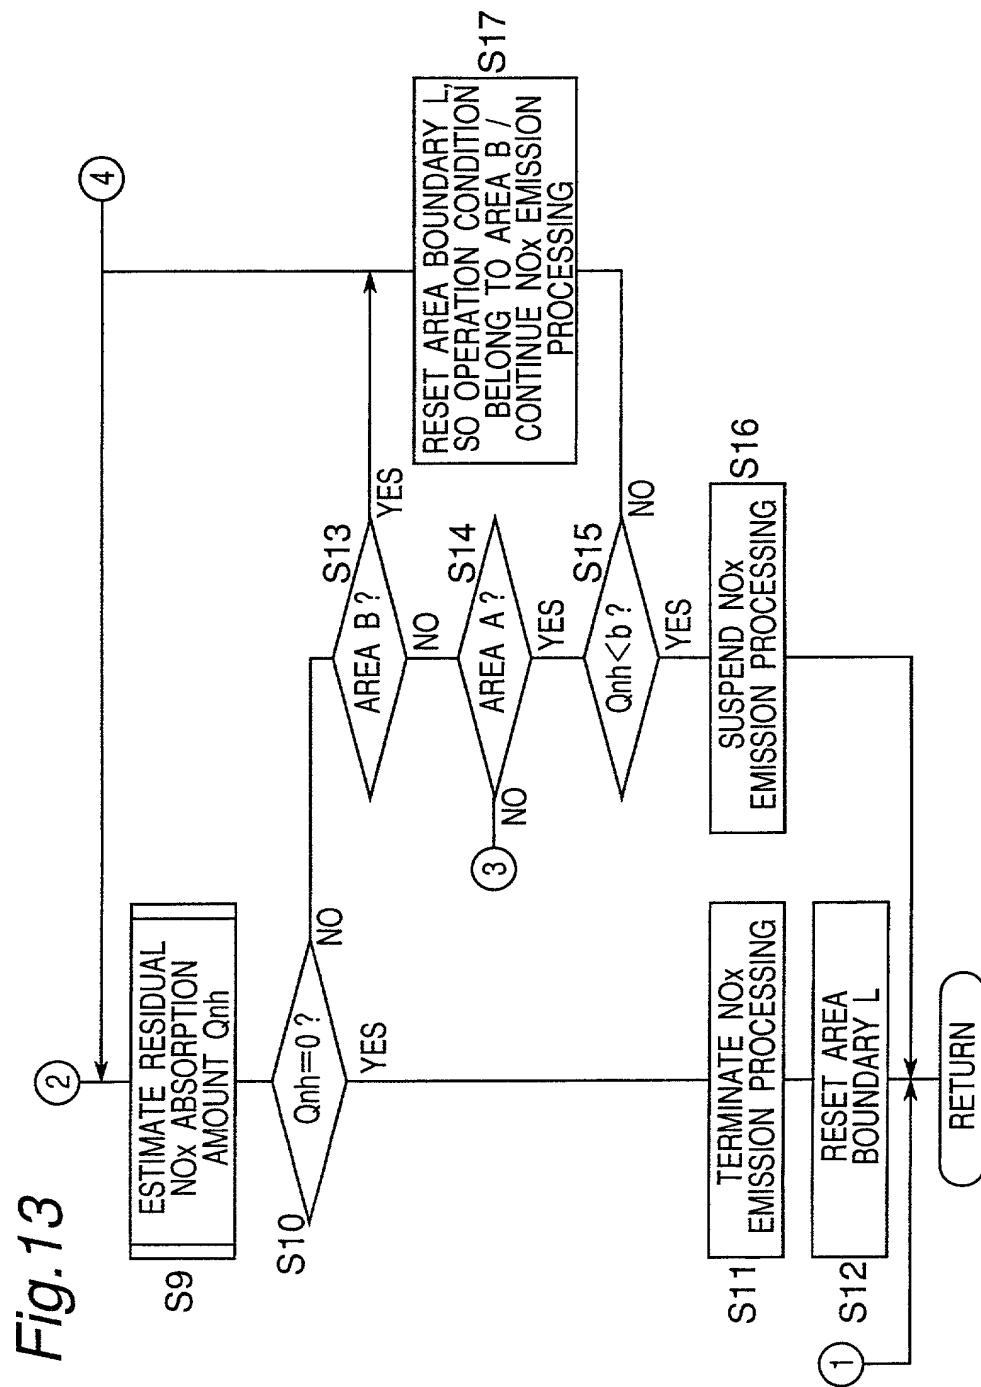 Fig.13
2
4
S9
ESTIMATE RESIDUAL
NOx ABSORPTION
AMOUNT Qnh
S10
Qnh=0 ?
NO
YES
S13
AREA B ?
YES
NO
S14
AREA A ?
NO
YES
3
S15
Qnh<b ?
NO
YES
S17
RESET AREA BOUNDARY L,
SO OPERATION CONDITION
BELONG TO AREA B /
CONTINUE NOx EMISSION
PROCESSING
S11
TERMINATE NOx
EMISSION PROCESSING
S16
SUSPEND NOx
EMISSION PROCESSING
S12
RESET AREA
BOUNDARY L
1
RETURN